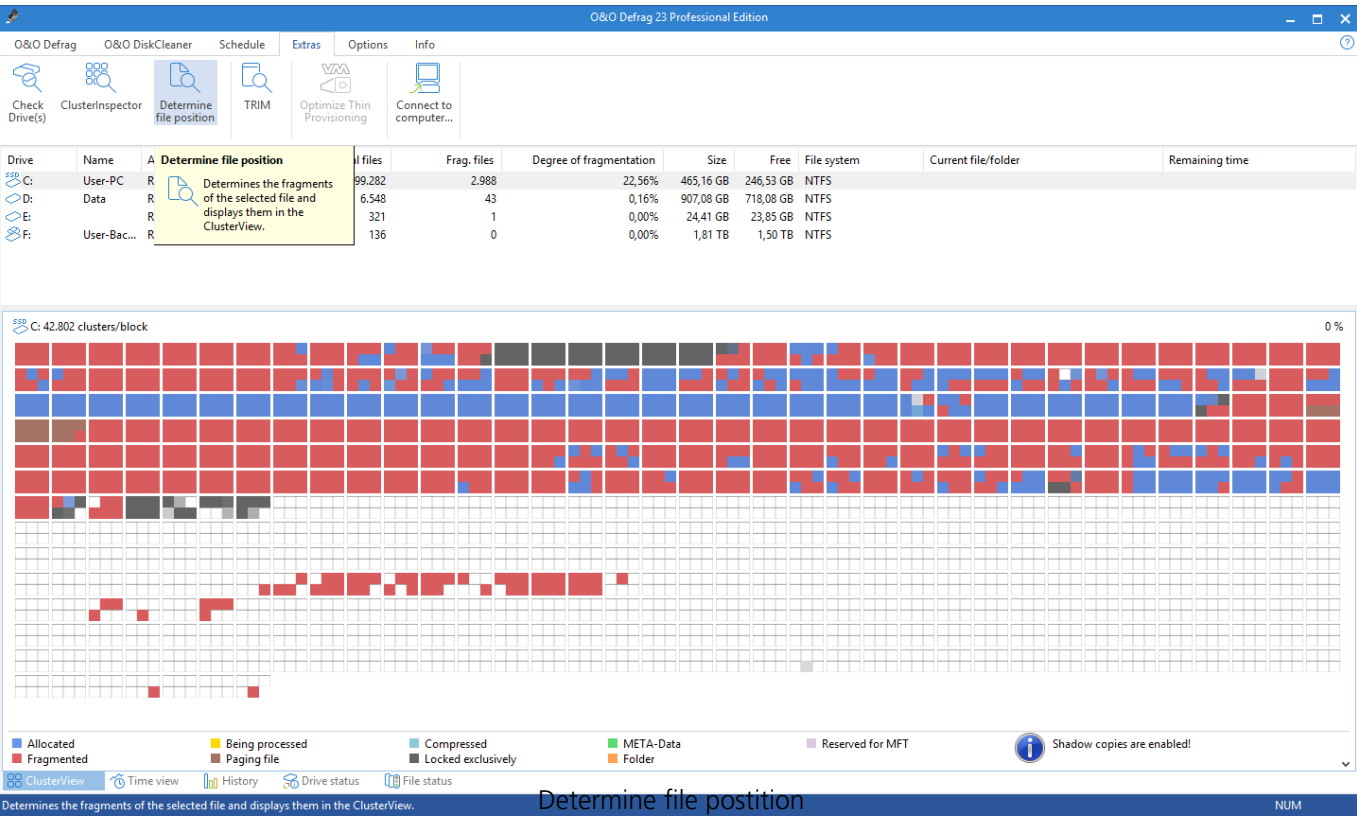 O&O Defrag 23 Professional Edition
O&O Defrag O&O DiskCleaner Schedule Extras Options Info
Check Drive(s)
ClusterInspector
Determine file position
TRIM
Optimize Thin Provisioning
VM
Connect to computer...
Drive Name A l files Frag. files Degree of fragmentation Size Free File system Current file/folder Remaining time
SSD C: User-PC R 99.282 2.988 22,56% 465,16 GB 246,53 GB NTFS
D: Data R 6.548 43 0,16% 907,08 GB 718,08 GB NTFS
E: R 321 1 0,00% 24,41 GB 23,85 GB NTFS
F: User-Bac... R 136 0 0,00% 1,81 TB 1,50 TB NTFS
Determine file position
Determines the fragments
of the selected file and
displays them in the
ClusterView.
SSD C: 42.802 clusters/block 0 %
Allocated Being processed Compressed META-Data Reserved for MFT Shadow copies are enabled!
Fragmented Paging file Locked exclusively Folder
ClusterView Time view History Drive status File status
Determines the fragments of the selected file and displays them in the ClusterView. NUM
Determine file postition